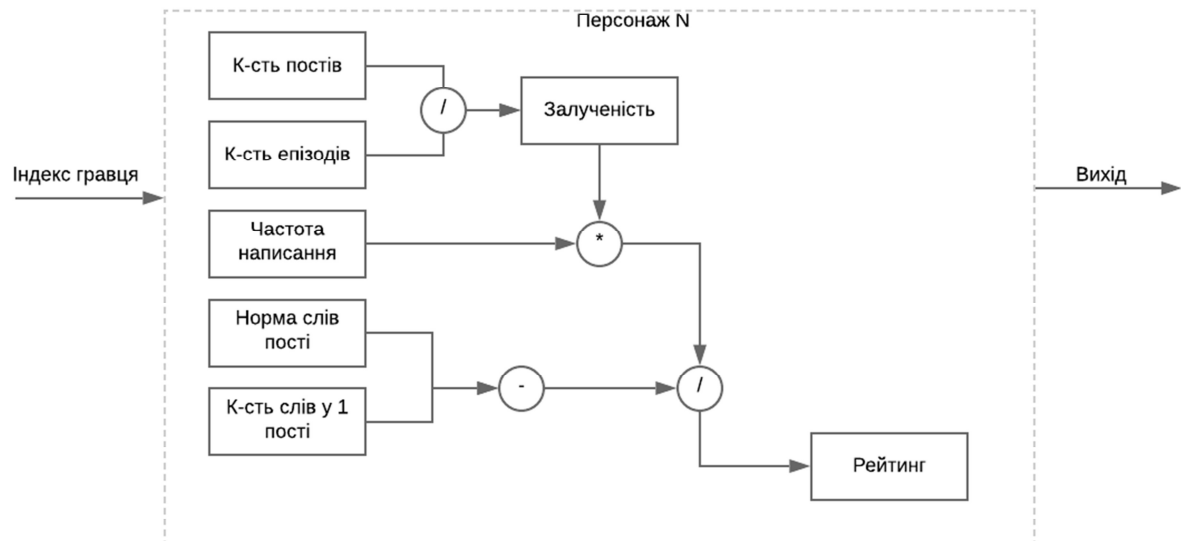 Персонаж N
К-сть постів
/
Залученість
К-сть епізодів
Індекс гравця
Вихід
Частота
написання
*
Норма слів
пості
-
/
К-сть слів у 1
пості
Рейтинг